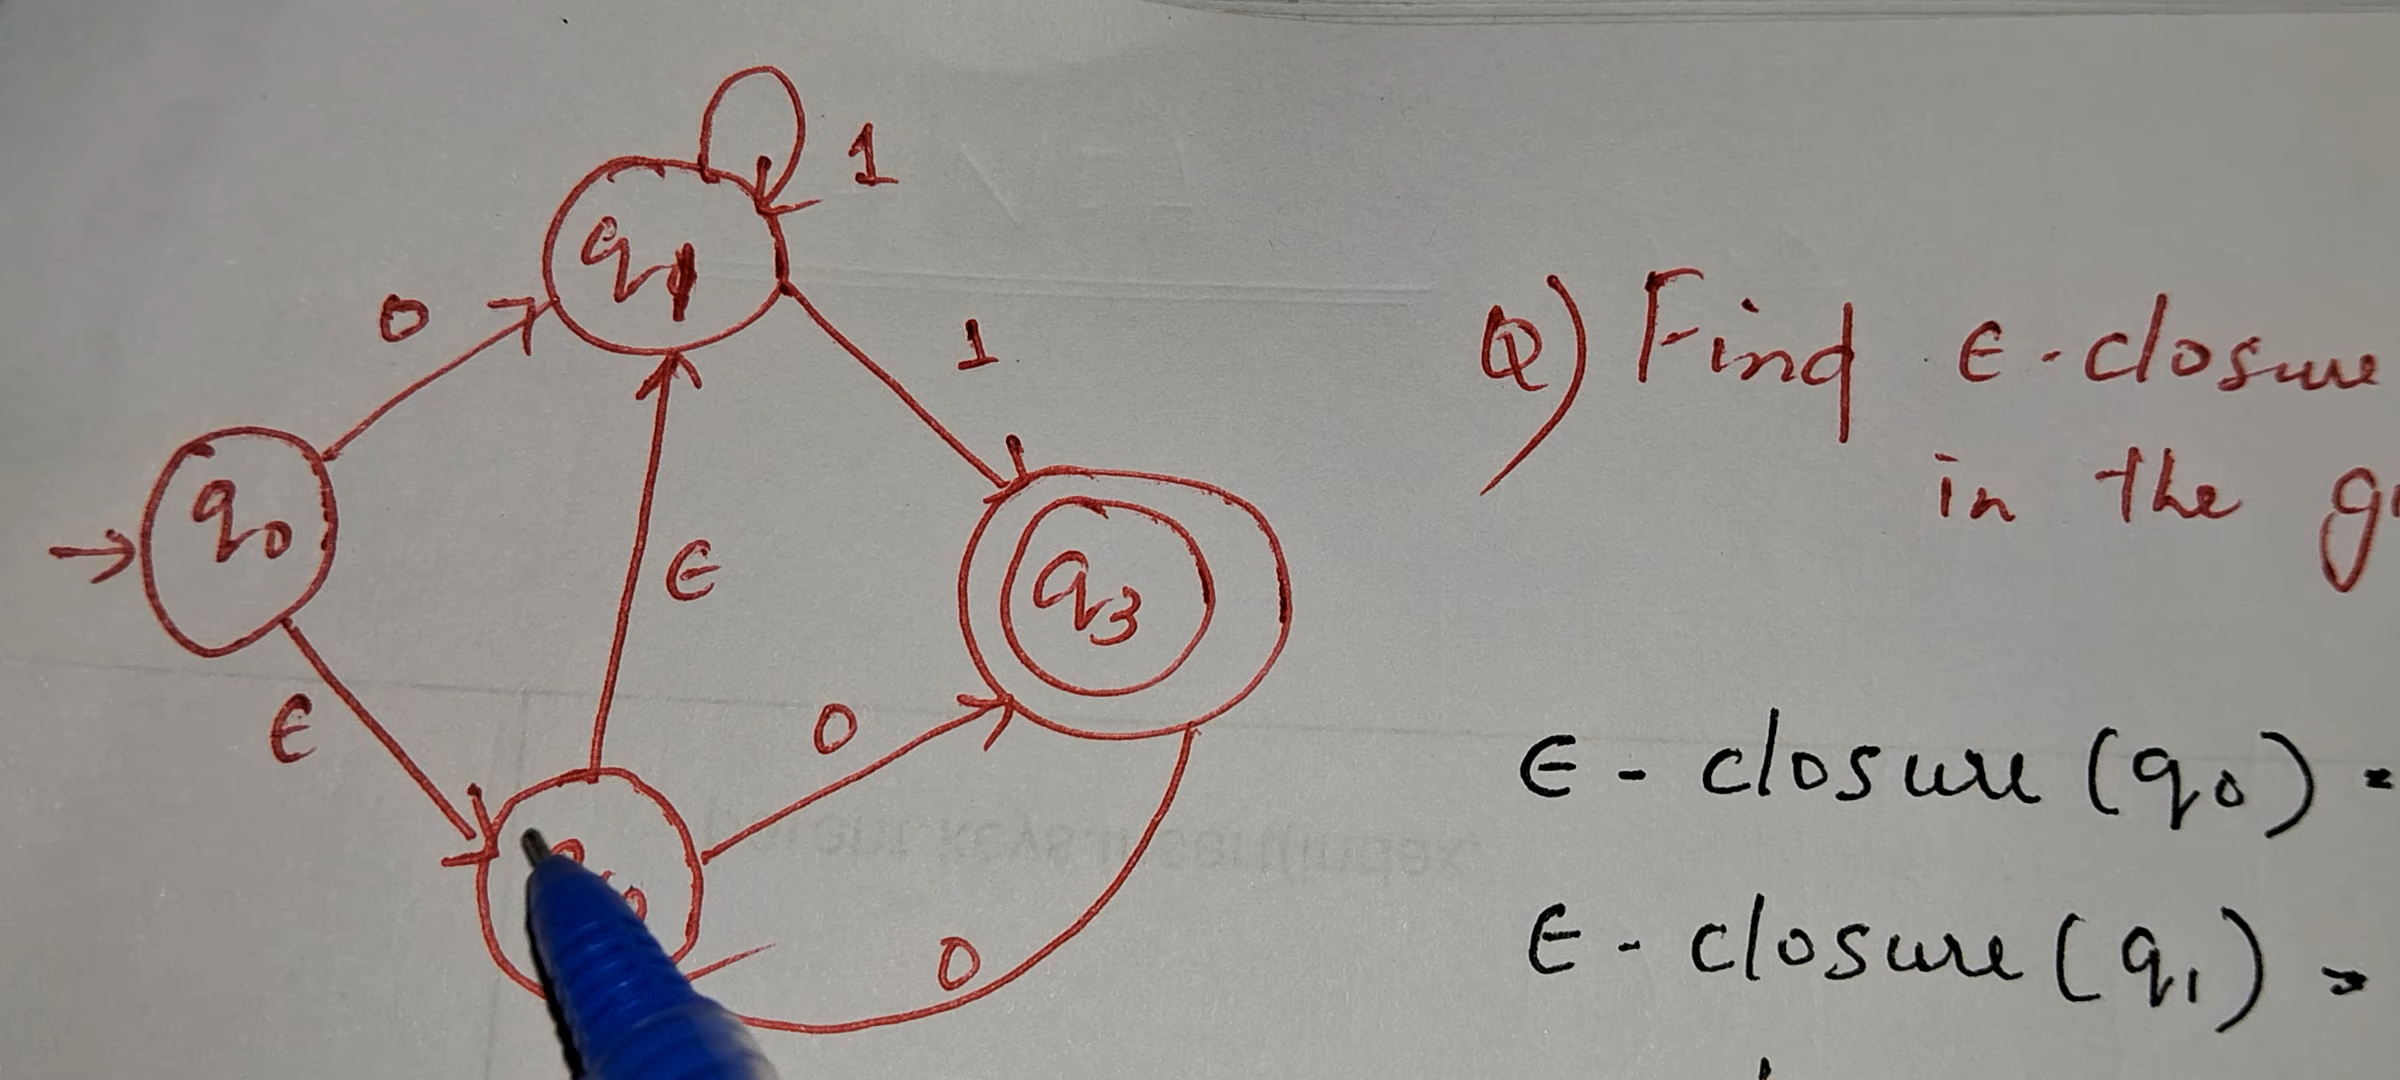 1
q1
0
1
Q) Find ϵ-closure
in the
q0
ϵ
q3
ϵ
0
ϵ-closure(q0) =
0
ϵ-closure(q1) =